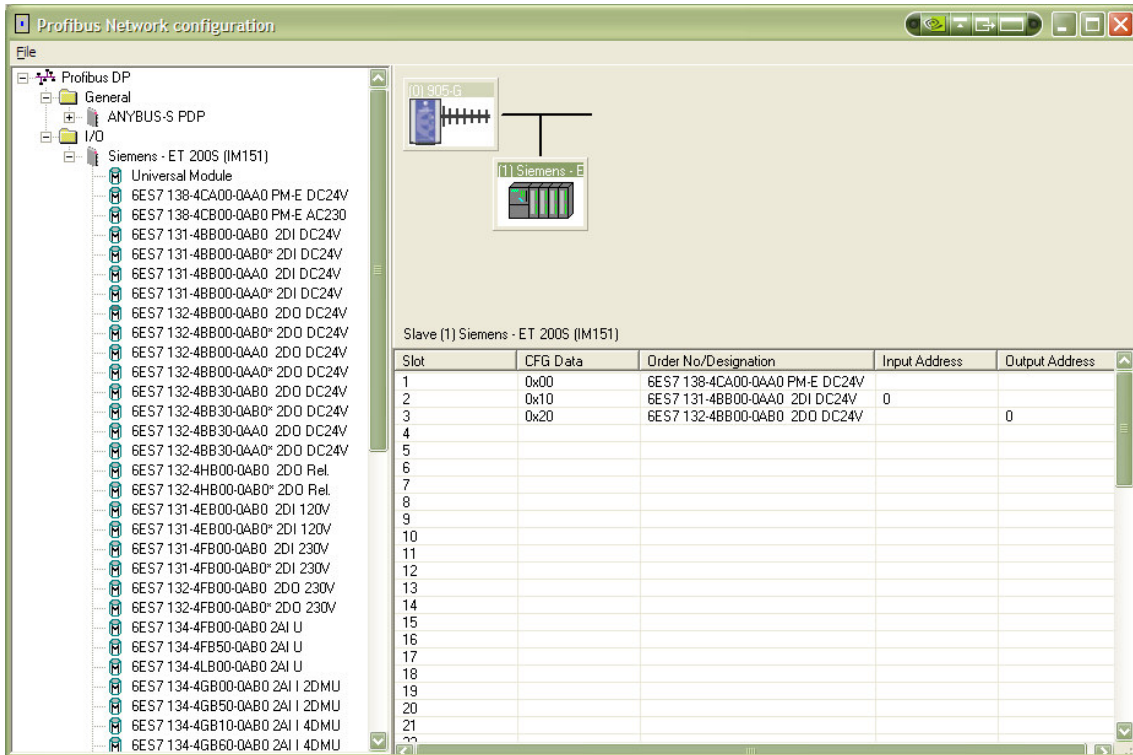 Profibus Network configuration
File
Profibus DP
General
ANYBUS-S PDP
I/O
Siemens - ET 200S (IM151)
Universal Module
6ES7 138-4CA00-0AA0 PM-E DC24V
6ES7 138-4CB00-0AB0 PM-E AC230
6ES7 131-4BB00-0AB0 2DI DC24V
6ES7 131-4BB00-0AB0* 2DI DC24V
6ES7 131-4BB00-0AA0 2DI DC24V
6ES7 131-4BB00-0AA0* 2DI DC24V
6ES7 132-4BB00-0AB0 2DO DC24V
6ES7 132-4BB00-0AB0* 2DO DC24V
6ES7 132-4BB00-0AA0 2DO DC24V
6ES7 132-4BB00-0AA0* 2DO DC24V
6ES7 132-4BB30-0AB0 2DO DC24V
6ES7 132-4BB30-0AB0* 2DO DC24V
6ES7 132-4BB30-0AA0 2DO DC24V
6ES7 132-4BB30-0AA0* 2DO DC24V
6ES7 132-4HB00-0AB0 2DO Rel.
6ES7 132-4HB00-0AB0* 2DO Rel.
6ES7 131-4EB00-0AB0 2DI 120V
6ES7 131-4EB00-0AB0* 2DI 120V
6ES7 131-4FB00-0AB0 2DI 230V
6ES7 131-4FB00-0AB0* 2DI 230V
6ES7 132-4FB00-0AB0 2DO 230V
6ES7 132-4FB00-0AB0* 2DO 230V
6ES7 134-4FB00-0AB0 2AI U
6ES7 134-4FB50-0AB0 2AI U
6ES7 134-4LB00-0AB0 2AI U
6ES7 134-4GB00-0AB0 2AI I 2DMU
6ES7 134-4GB50-0AB0 2AI I 2DMU
6ES7 134-4GB10-0AB0 2AI I 4DMU
6ES7 134-4GB60-0AB0 2AI I 4DMU
(0) 905-G
(1) Siemens - E
Slave (1) Siemens - ET 200S (IM151)
Slot CFG Data Order No/Designation Input Address Output Address
1 0x00 6ES7 138-4CA00-0AA0 PM-E DC24V
2 0x10 6ES7 131-4BB00-0AA0 2DI DC24V 0
3 0x20 6ES7 132-4BB00-0AB0 2DO DC24V 0
4
5
6
7
8
9
10
11
12
13
14
15
16
17
18
19
20
21
22